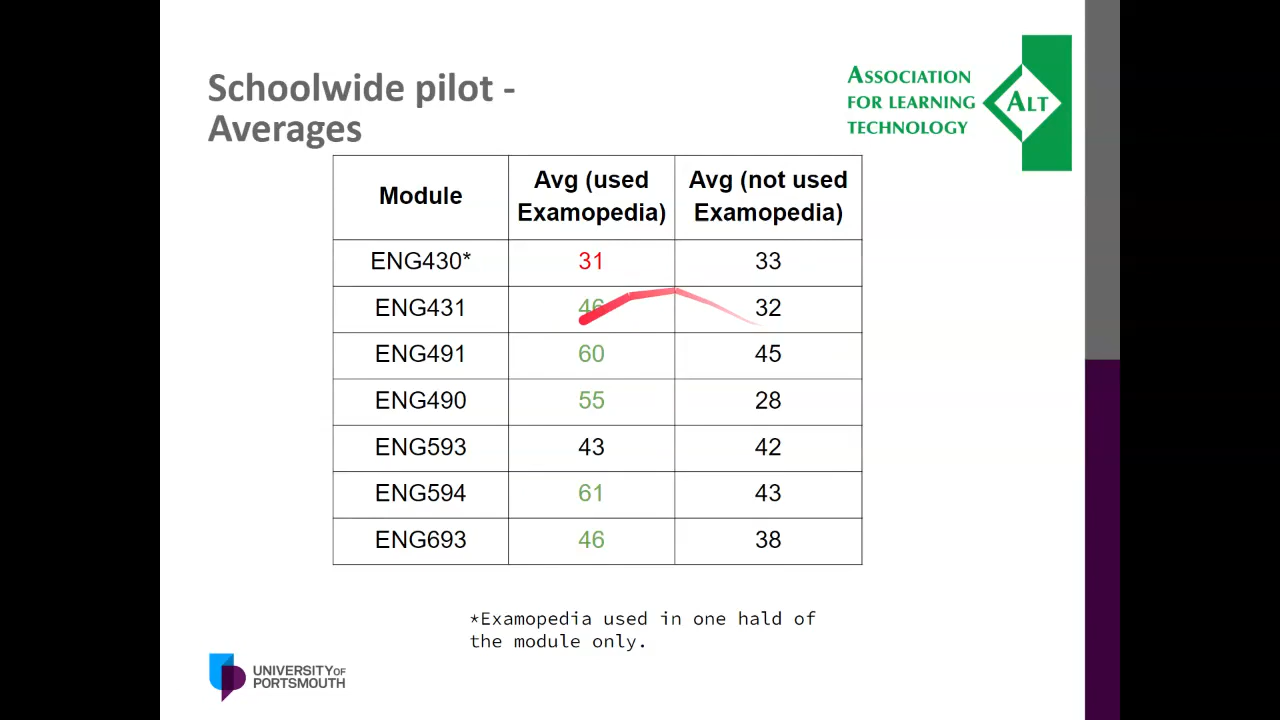 Schoolwide pilot -
Averages
ASSOCIATION
FOR LEARNING
TECHNOLOGY
ALT
Module Avg (used Examopedia) Avg (not used Examopedia)
ENG430* 31 33
ENG431 46 32
ENG491 60 45
ENG490 55 28
ENG593 43 42
ENG594 61 43
ENG693 46 38
*Examopedia used in one hald of
the module only.
UNIVERSITY OF
PORTSMOUTH